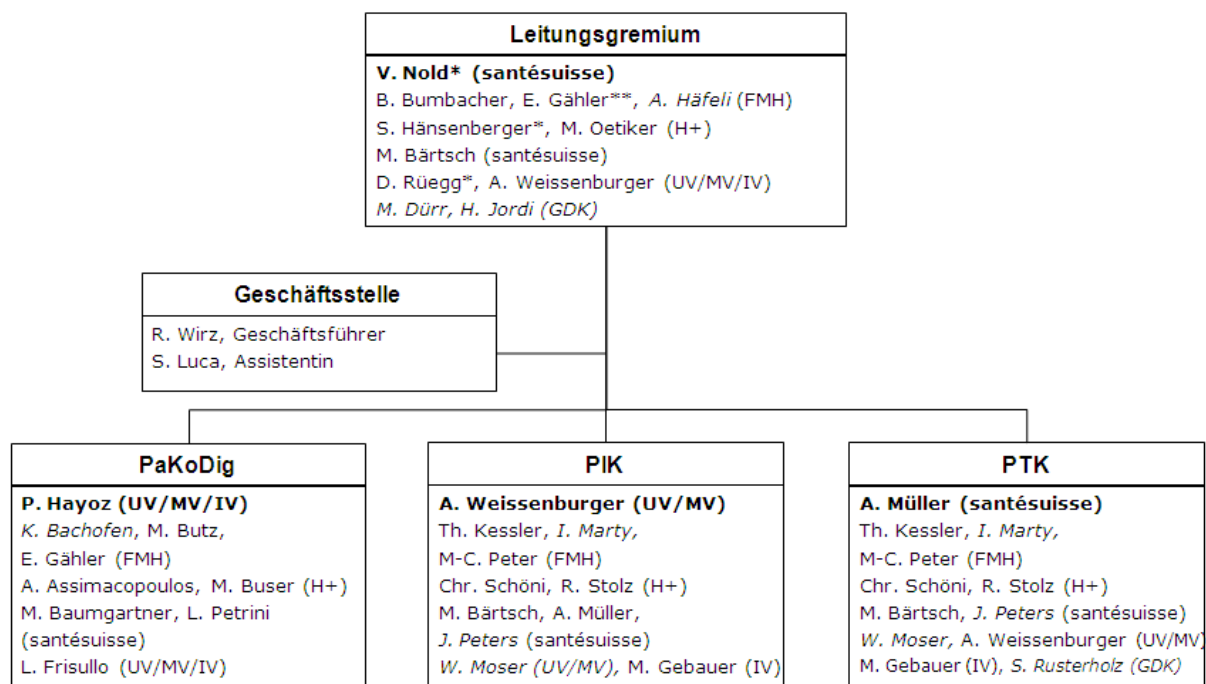 Leitungsgremium
V. Nold* (santésuisse)
B. Bumbacher, E. Gähler**, A. Häfeli (FMH)
S. Hänsenberger*, M. Oetiker (H+)
M. Bärtsch (santésuisse)
D. Rüegg*, A. Weissenburger (UV/MV/IV)
M. Dürr, H. Jordi (GDK)
Geschäftsstelle
R. Wirz, Geschäftsführer
S. Luca, Assistentin
PaKoDig
P. Hayoz (UV/MV/IV)
K. Bachofen, M. Butz,
E. Gähler (FMH)
A. Assimacopoulos, M. Buser (H+)
M. Baumgartner, L. Petrini
(santésuisse)
L. Frisullo (UV/MV/IV)
PIK
A. Weissenburger (UV/MV)
Th. Kessler, I. Marty,
M-C. Peter (FMH)
Chr. Schöni, R. Stolz (H+)
M. Bärtsch, A. Müller,
J. Peters (santésuisse)
W. Moser (UV/MV), M. Gebauer (IV)
PTK
A. Müller (santésuisse)
Th. Kessler, I. Marty,
M-C. Peter (FMH)
Chr. Schöni, R. Stolz (H+)
M. Bärtsch, J. Peters (santésuisse)
W. Moser, A. Weissenburger (UV/MV)
M. Gebauer (IV), S. Rusterholz (GDK)